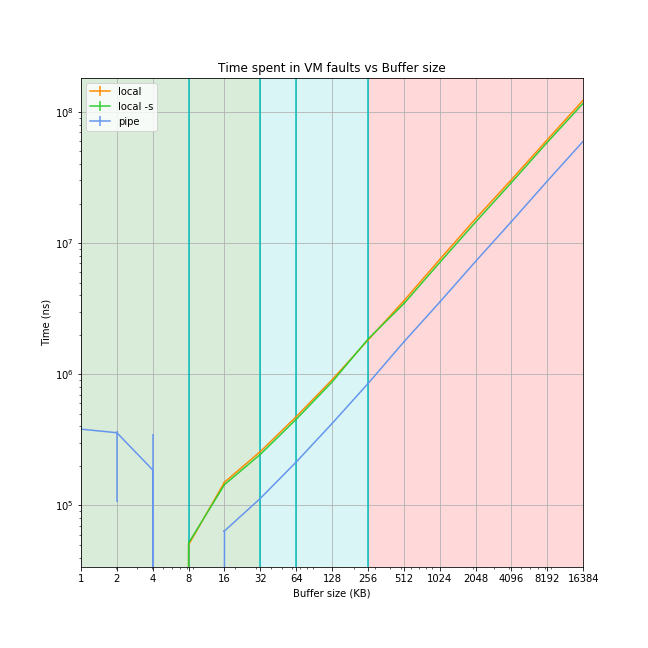 Time spent in VM faults vs Buffer size
local
local -s
pipe
10⁸
10⁷
10⁶
10⁵
Time (ns)
1 2 4 8 16 32 64 128 256 512 1024 2048 4096 8192 16384
Buffer size (KB)